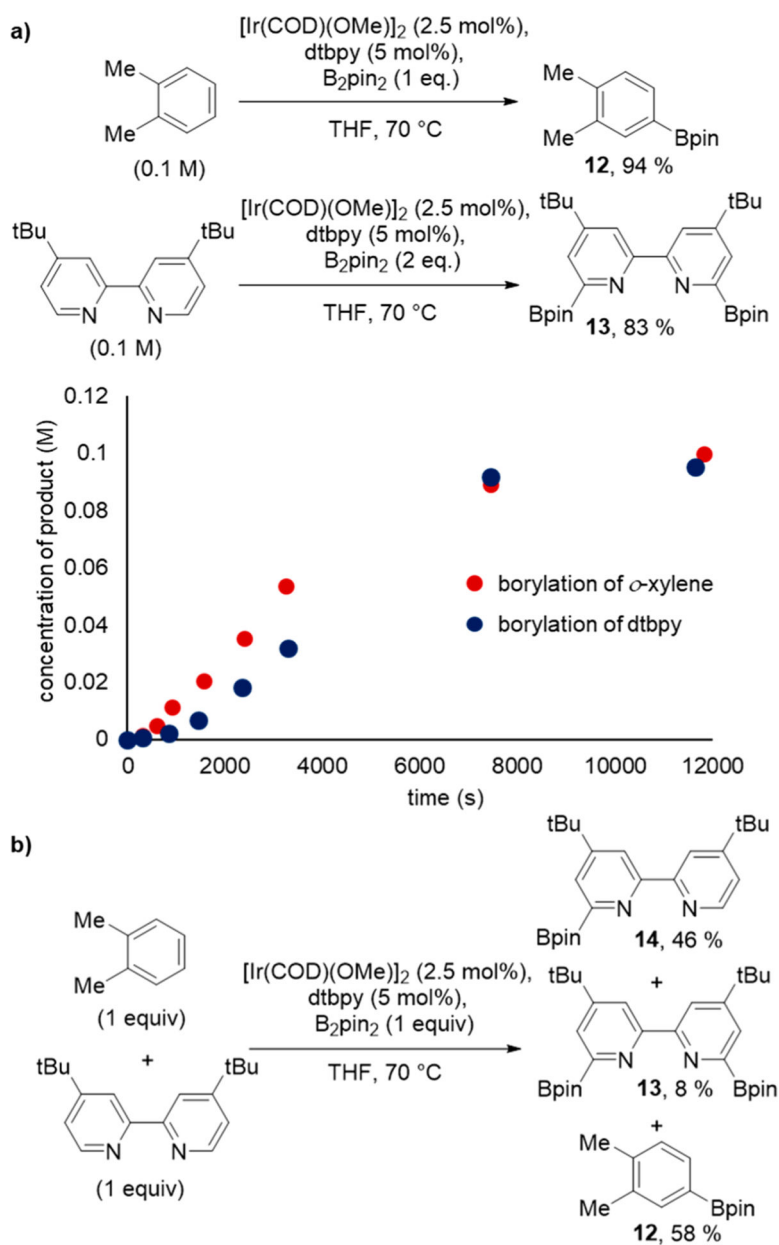 a)
[Ir(COD)(OMe)]2 (2.5 mol%),
dtbpy (5 mol%),
B2pin2 (1 eq.)
THF, 70 °C
Me
Me
(0.1 M)
Me
Me
Bpin
12, 94 %
[Ir(COD)(OMe)]2 (2.5 mol%),
dtbpy (5 mol%),
B2pin2 (2 eq.)
THF, 70 °C
tBu
tBu
N
N
(0.1 M)
tBu
tBu
N
N
Bpin
Bpin
13, 83 %
concentration of product (M)
0.12
0.1
0.08
0.06
0.04
0.02
0
borylation of o-xylene
borylation of dtbpy
0
2000
4000
6000
8000
10000
12000
time (s)
b)
Me
Me
(1 equiv)
+
tBu
tBu
N
N
(1 equiv)
[Ir(COD)(OMe)]2 (2.5 mol%),
dtbpy (5 mol%),
B2pin2 (1 equiv)
THF, 70 °C
tBu
tBu
N
N
Bpin
14, 46 %
+
tBu
tBu
N
N
Bpin
Bpin
13, 8 %
+
Me
Me
Bpin
12, 58 %